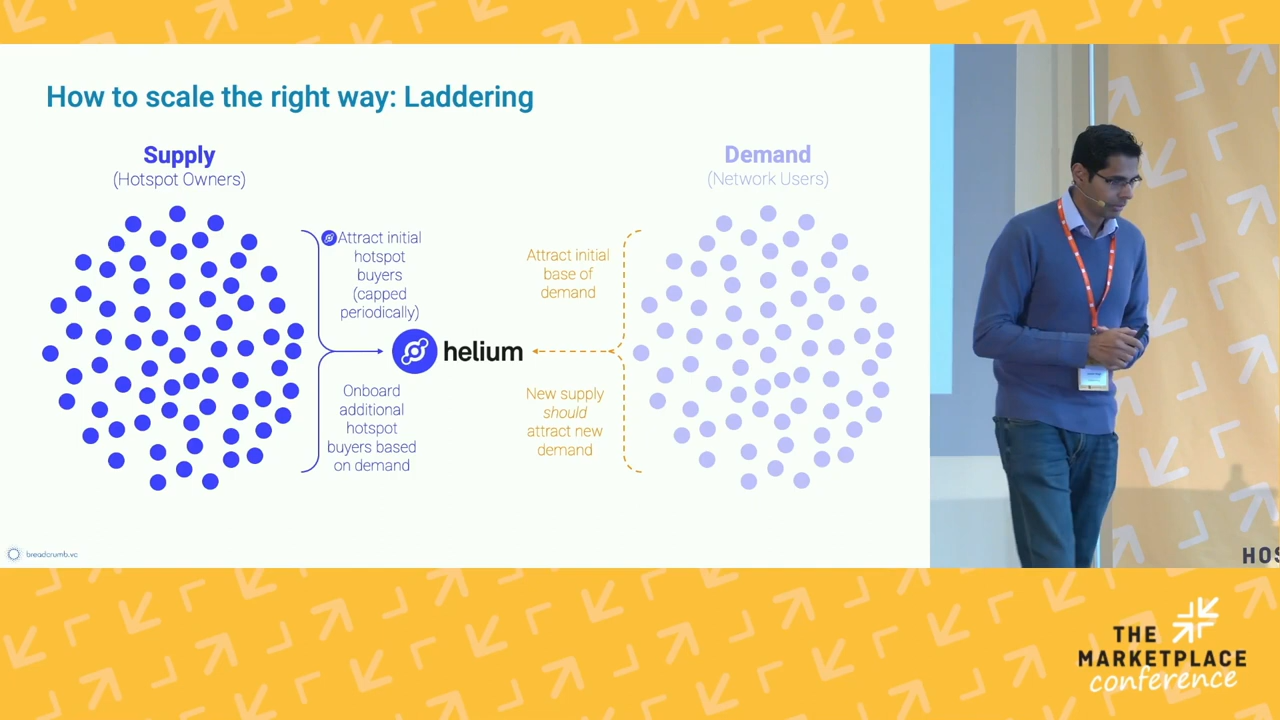 How to scale the right way: Laddering
Supply
(Hotspot Owners)
Demand
(Network Users)
Attract initial
hotspot
buyers
(capped
periodically)
Attract initial
base of
demand
helium
Onboard
additional
hotspot
buyers based
on demand
New supply
should
attract new
demand
breadcrumb.vc
HOS
THE
MARKETPLACE
conference